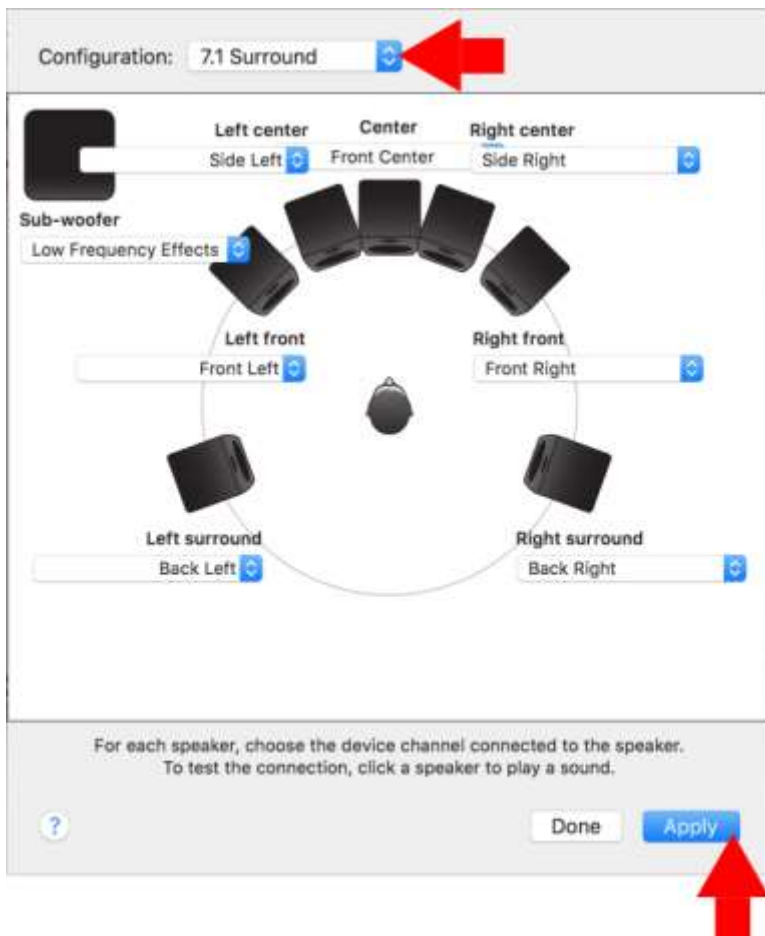 Configuration: 7.1 Surround
Left center Center Right center
Side Left Front Center Side Right
Sub-woofer
Low Frequency Effects
Left front Right front
Front Left Front Right
Left surround Right surround
Back Left Back Right
For each speaker, choose the device channel connected to the speaker.
To test the connection, click a speaker to play a sound.
? Done Apply